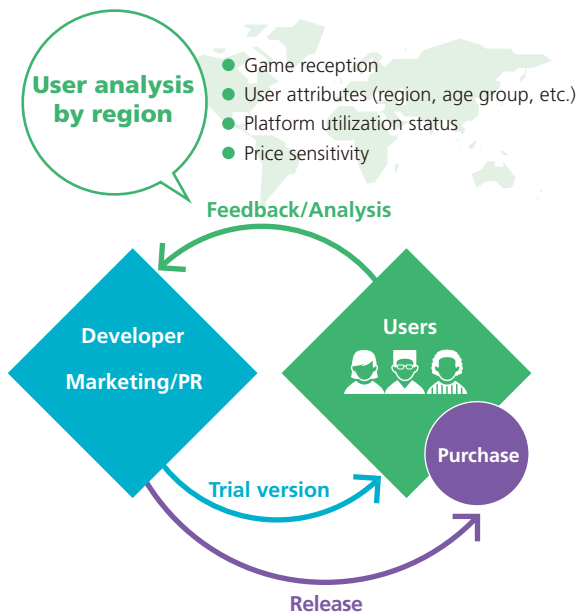 User analysis
by region
Game reception
User attributes (region, age group, etc.)
Platform utilization status
Price sensitivity
Feedback/Analysis
Developer
Marketing/PR
Users
Purchase
Trial version
Release